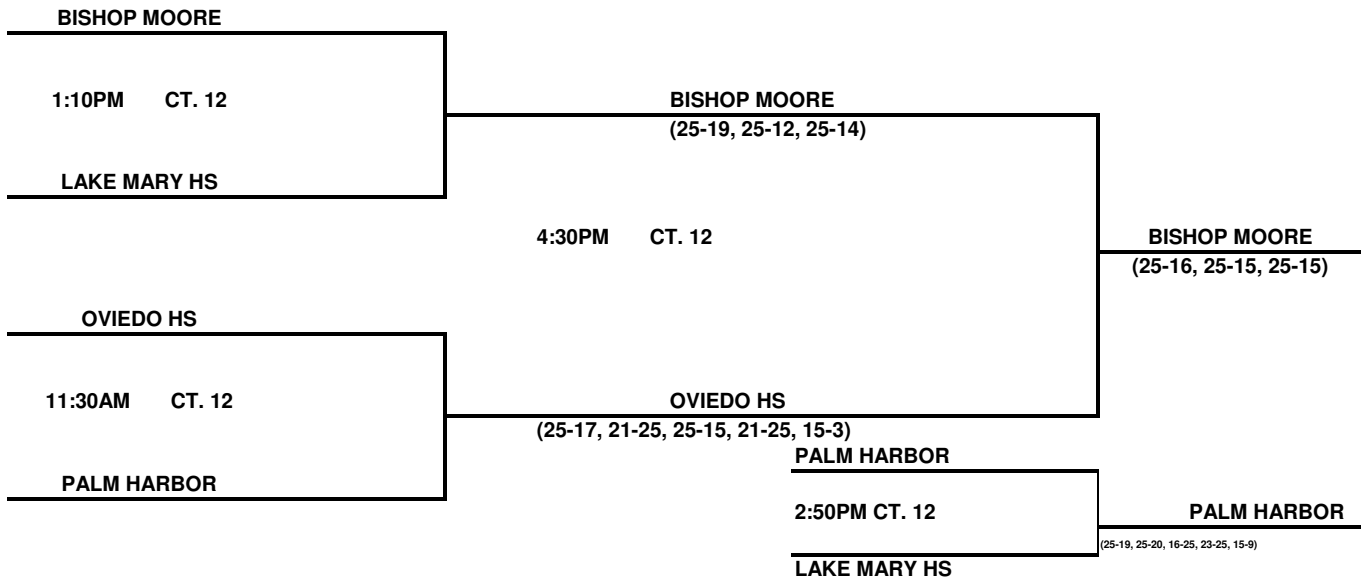 BISHOP MOORE
1:10PM CT. 12
BISHOP MOORE
(25-19, 25-12, 25-14)
LAKE MARY HS
4:30PM CT. 12
BISHOP MOORE
(25-16, 25-15, 25-15)
OVIEDO HS
11:30AM CT. 12
OVIEDO HS
(25-17, 21-25, 25-15, 21-25, 15-3)
PALM HARBOR
PALM HARBOR
2:50PM CT. 12
PALM HARBOR
(25-19, 25-20, 16-25, 23-25, 15-9)
LAKE MARY HS